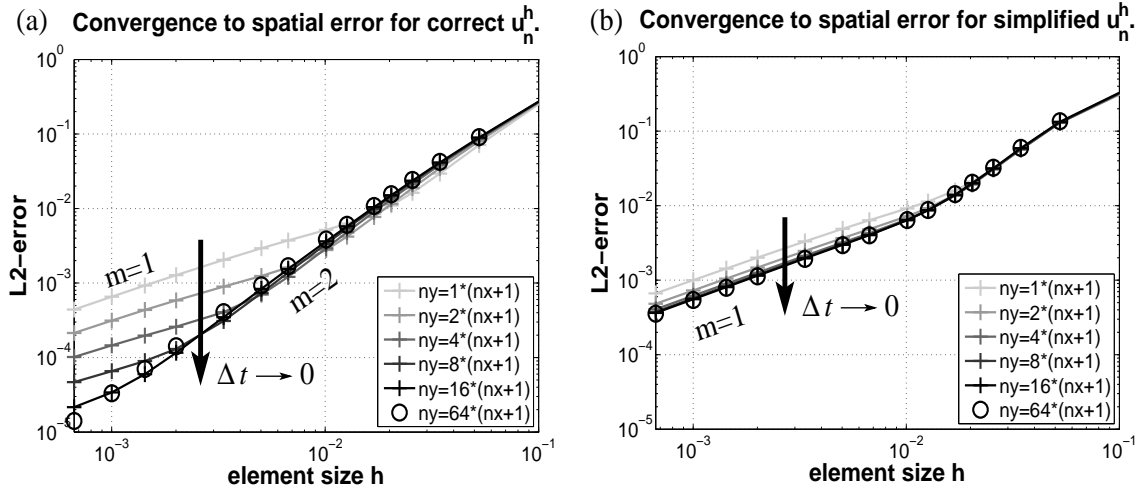 (a) Convergence to spatial error for correct u_n^h.
10^0
10^-1
10^-2
10^-3
10^-4
10^-5
L2-error
m=1
m=2
Δt → 0
ny=1*(nx+1)
ny=2*(nx+1)
ny=4*(nx+1)
ny=8*(nx+1)
ny=16*(nx+1)
ny=64*(nx+1)
10^-3
10^-2
10^-1
element size h
(b) Convergence to spatial error for simplified u_n^h.
10^0
10^-1
10^-2
10^-3
10^-4
10^-5
L2-error
m=1
Δt → 0
ny=1*(nx+1)
ny=2*(nx+1)
ny=4*(nx+1)
ny=8*(nx+1)
ny=16*(nx+1)
ny=64*(nx+1)
10^-3
10^-2
10^-1
element size h